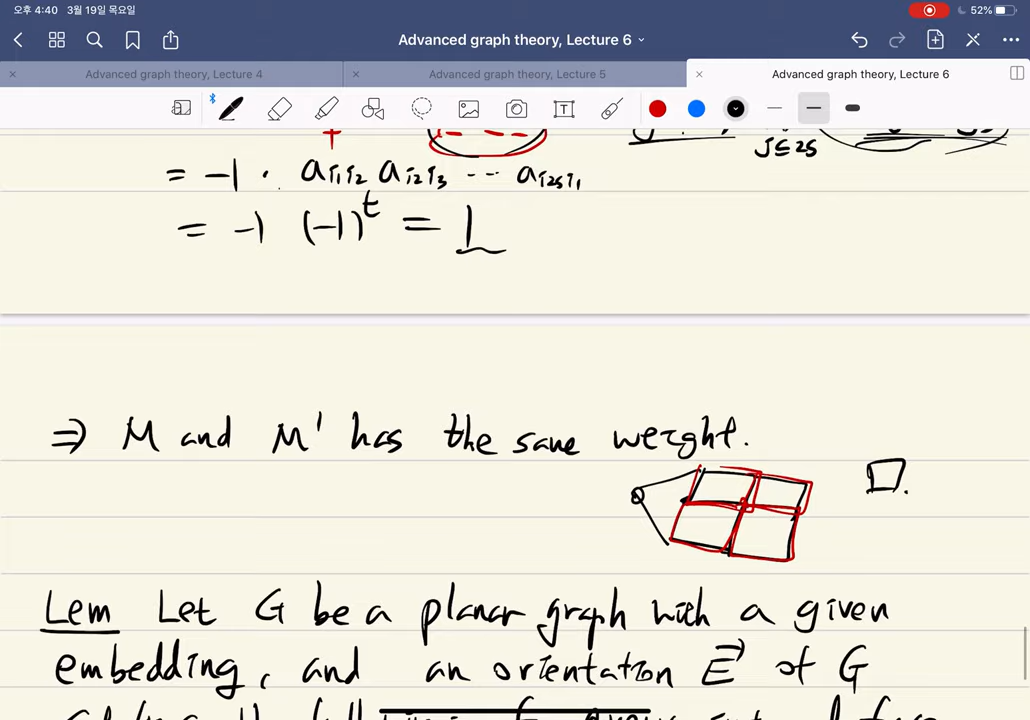 오후 4:40 3월 19일 목요일
52%
Advanced graph theory, Lecture 6
Advanced graph theory, Lecture 4
Advanced graph theory, Lecture 5
Advanced graph theory, Lecture 6
j≤2s
= -1 · a_{i₁i₂} a_{i₂i₃} ... a_{i₂ₛi₁}
= -1 (-1)^t = 1
⇒ M and M' has the same weight.
□.
Lem Let G be a planar graph with a given
embedding, and an orientation E⃗ of G